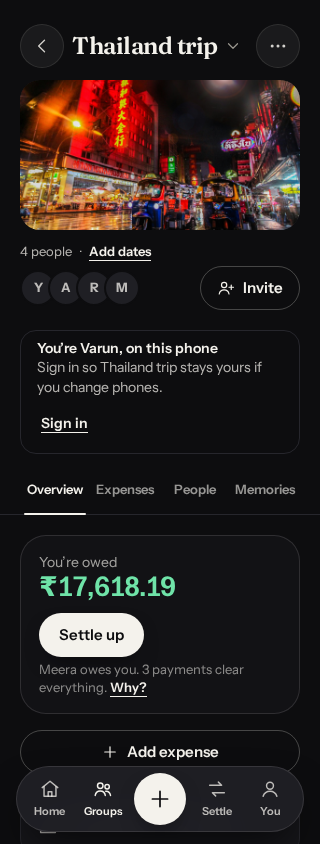 Thailand trip
4 people · Add dates
Y A R M
Invite
You're Varun, on this phone
Sign in so Thailand trip stays yours if
you change phones.
Sign in
Overview Expenses People Memories
You're owed
₹17,618.19
Settle up
Meera owes you. 3 payments clear
everything. Why?
Add expense
Home Groups Settle You